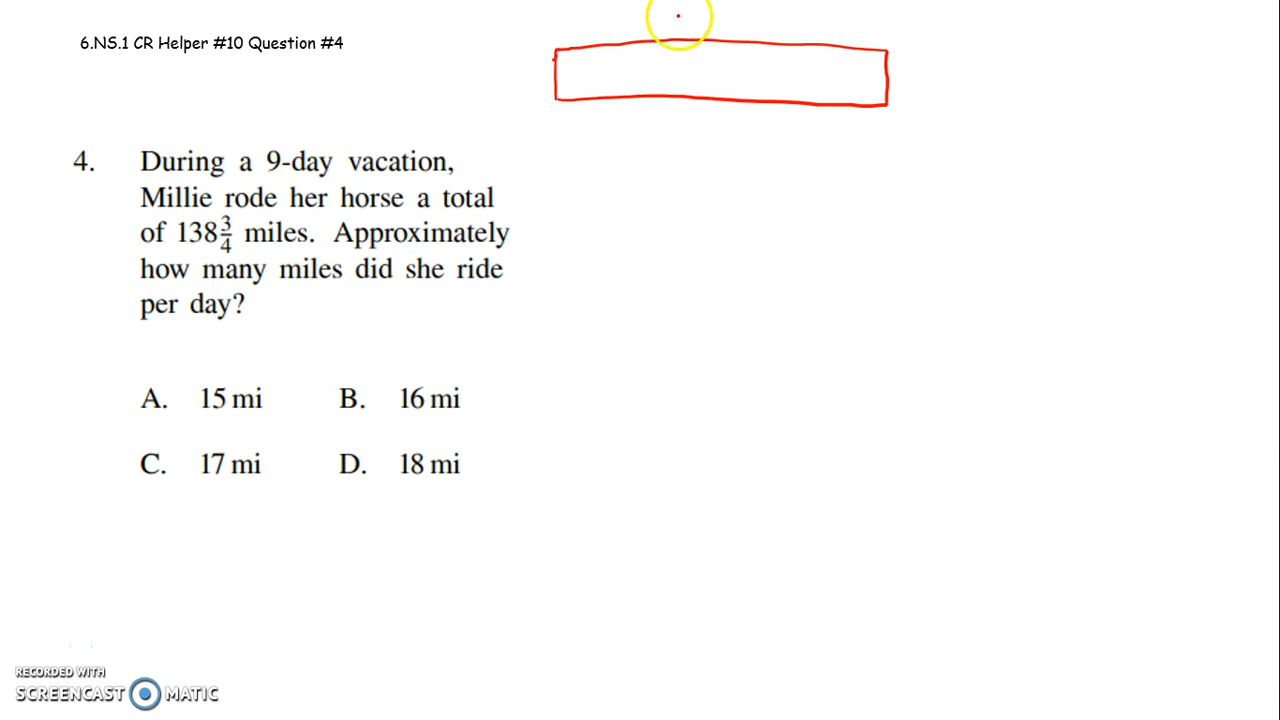 6.NS.1 CR Helper #10 Question #4
4. During a 9-day vacation,
Millie rode her horse a total
of 138 3/4 miles. Approximately
how many miles did she ride
per day?
A. 15 mi B. 16 mi
C. 17 mi D. 18 mi
RECORDED WITH
SCREENCAST MATIC